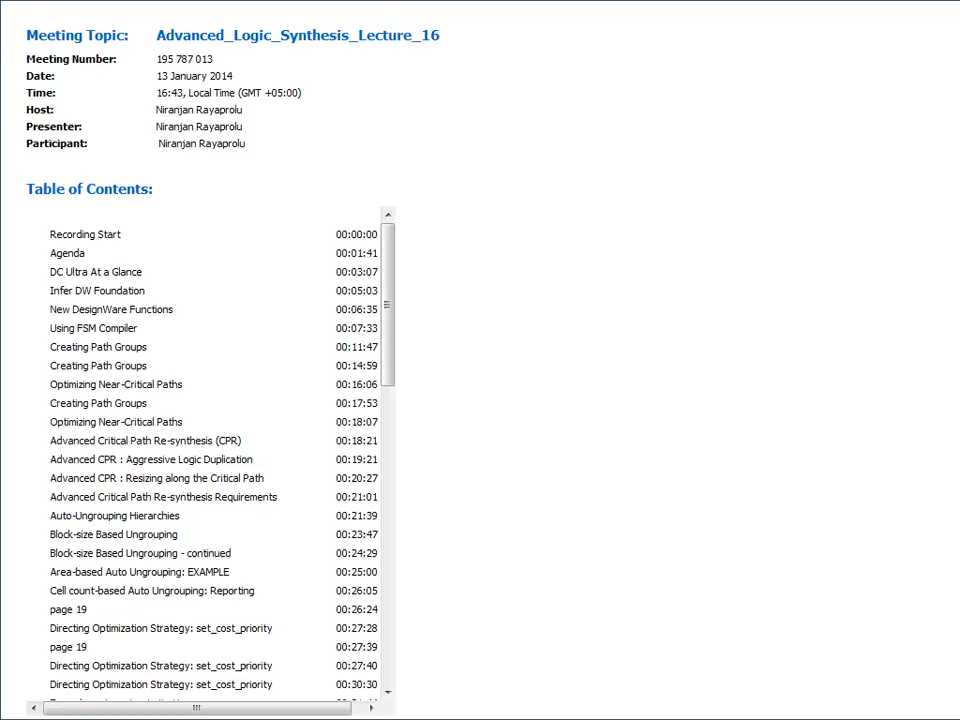 Meeting Topic: Advanced_Logic_Synthesis_Lecture_16
Meeting Number: 195 787 013
Date: 13 January 2014
Time: 16:43, Local Time (GMT +05:00)
Host: Niranjan Rayaprolu
Presenter: Niranjan Rayaprolu
Participant: Niranjan Rayaprolu
Table of Contents:
Recording Start 00:00:00
Agenda 00:01:41
DC Ultra At a Glance 00:03:07
Infer DW Foundation 00:05:03
New DesignWare Functions 00:06:35
Using FSM Compiler 00:07:33
Creating Path Groups 00:11:47
Creating Path Groups 00:14:59
Optimizing Near-Critical Paths 00:16:06
Creating Path Groups 00:17:53
Optimizing Near-Critical Paths 00:18:07
Advanced Critical Path Re-synthesis (CPR) 00:18:21
Advanced CPR : Aggressive Logic Duplication 00:19:21
Advanced CPR : Resizing along the Critical Path 00:20:27
Advanced Critical Path Re-synthesis Requirements 00:21:01
Auto-Ungrouping Hierarchies 00:21:39
Block-size Based Ungrouping 00:23:47
Block-size Based Ungrouping - continued 00:24:29
Area-based Auto Ungrouping: EXAMPLE 00:25:00
Cell count-based Auto Ungrouping: Reporting 00:26:05
page 19 00:26:24
Directing Optimization Strategy: set_cost_priority 00:27:28
page 19 00:27:39
Directing Optimization Strategy: set_cost_priority 00:27:40
Directing Optimization Strategy: set_cost_priority 00:30:30